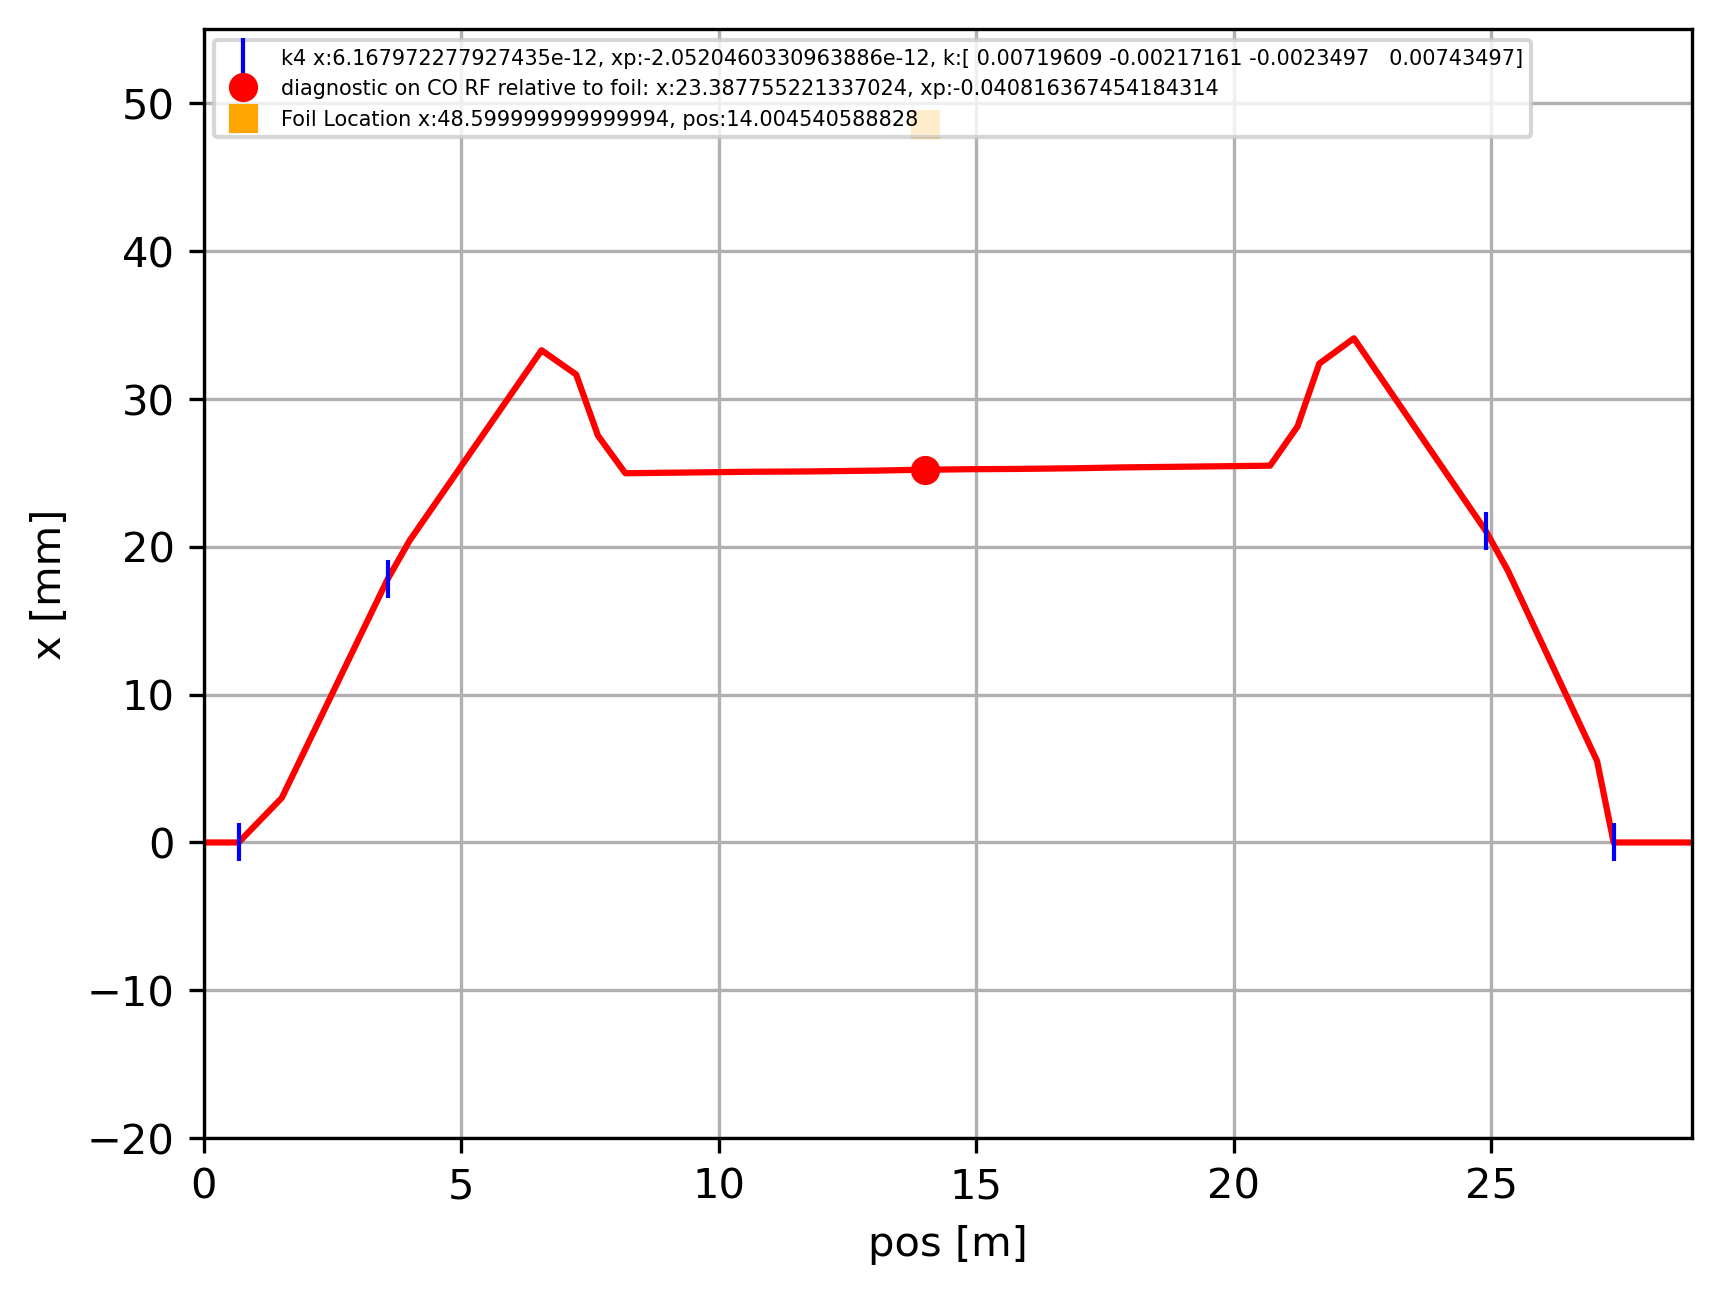 k4 x:6.167972277927435e-12, xp:-2.0520460330963886e-12, k:[ 0.00719609 -0.00217161 -0.0023497   0.00743497]
diagnostic on CO RF relative to foil: x:23.387755221337024, xp:-0.040816367454184314
Foil Location x:48.599999999999994, pos:14.004540588828
50
40
30
20
10
0
−10
−20
x [mm]
0 5 10 15 20 25
pos [m]